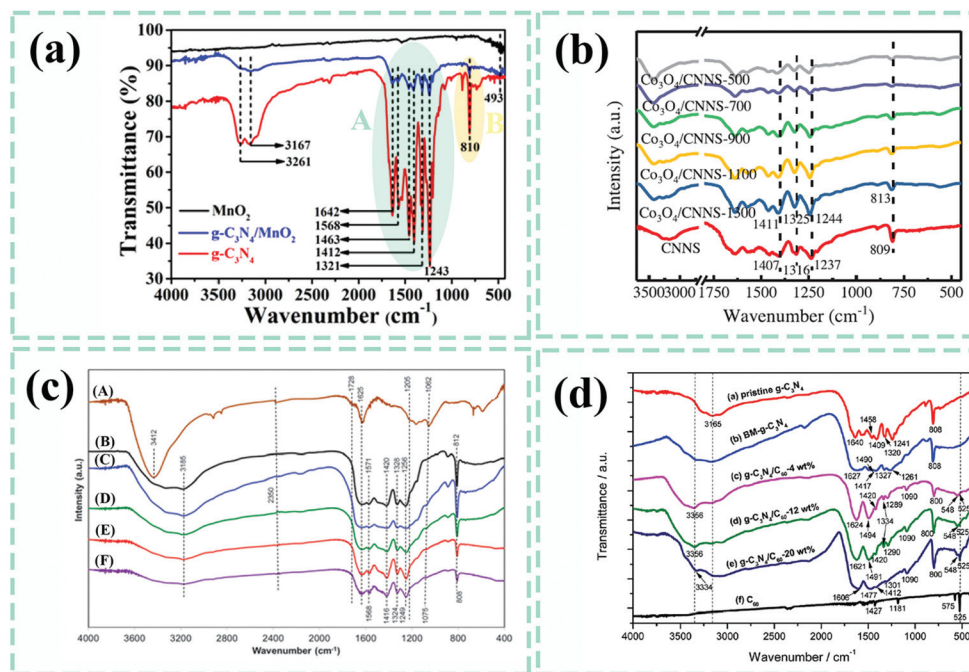 (a)
100
90
80
70
60
50
40
30
Transmittance (%)
A
B
493
810
3167
3261
1642
1568
1463
1412
1321
1243
MnO₂
g-C₃N₄/MnO₂
g-C₃N₄
4000 3500 3000 2500 2000 1500 1000 500
Wavenumber (cm⁻¹)
(b)
Intensity (a.u.)
Co₃O₄/CNNS-500
Co₃O₄/CNNS-700
Co₃O₄/CNNS-900
Co₃O₄/CNNS-1100
Co₃O₄/CNNS-1300
CNNS
1411 1325 1244
813
1407 1316 1237
809
3500 3000 1750 1500 1250 1000 750 500
Wavenumber (cm⁻¹)
(c)
Intensity (a.u.)
(A)
(B)
(C)
(D)
(E)
(F)
3412
3185
1728
1625
1205
1062
1571
1420
1328
1256
812
1568
1416
1324
1249
1075
808
4000 3600 3200 2800 2400 2000 1600 1200 800 400
Wavenumber (cm⁻¹)
(d)
Transmittance / a.u.
(a) pristine g-C₃N₄
3165
1640
1458
1409
1320
1241
808
(b) BM-g-C₃N₄
1627
1490
1417
1327
1261
808
(c) g-C₃N₄/C₆₀-4 wt%
3356
1624
1494
1420
1334
1289
1090
800
548
525
(d) g-C₃N₄/C₆₀-12 wt%
3356
1621
1491
1420
1290
1090
800
548
525
(e) g-C₃N₄/C₆₀-20 wt%
3334
1606
1477
1412
1301
1090
800
548
525
(f) C₆₀
1427
1181
575
525
4000 3500 3000 2500 2000 1500 1000 500
Wavenumber / cm⁻¹